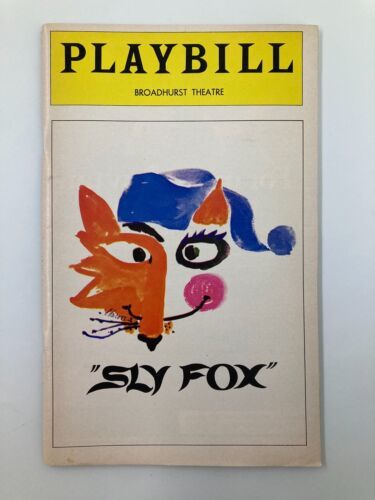 PLAYBILL
BROADHURST THEATRE
"SLY FOX"